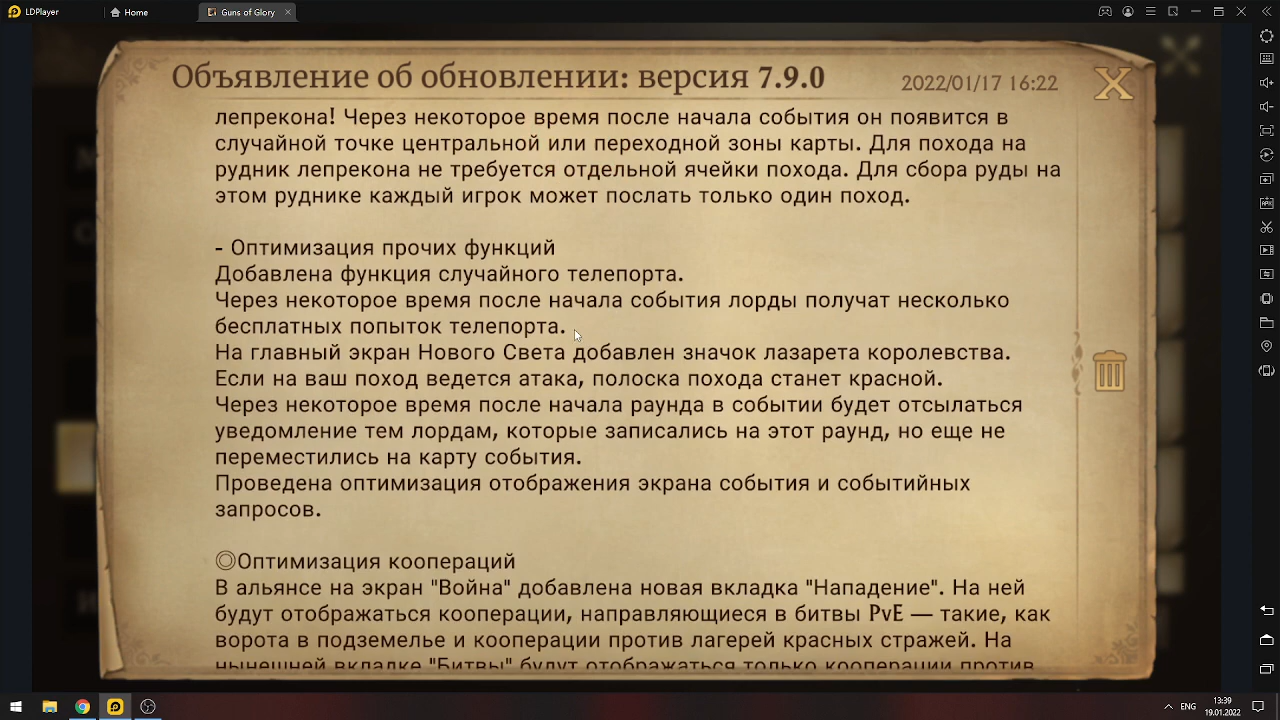 LDPlayer
Home
Guns of Glory
Объявление об обновлении: версия 7.9.0
2022/01/17 16:22
лепрекона! Через некоторое время после начала события он появится в
случайной точке центральной или переходной зоны карты. Для похода на
рудник лепрекона не требуется отдельной ячейки похода. Для сбора руды на
этом руднике каждый игрок может послать только один поход.
- Оптимизация прочих функций
Добавлена функция случайного телепорта.
Через некоторое время после начала события лорды получат несколько
бесплатных попыток телепорта.
На главный экран Нового Света добавлен значок лазарета королевства.
Если на ваш поход ведется атака, полоска похода станет красной.
Через некоторое время после начала раунда в событии будет отсылаться
уведомление тем лордам, которые записались на этот раунд, но еще не
переместились на карту события.
Проведена оптимизация отображения экрана события и событийных
запросов.
◎Оптимизация коопераций
В альянсе на экран "Война" добавлена новая вкладка "Нападение". На ней
будут отображаться кооперации, направляющиеся в битвы PvE — такие, как
ворота в подземелье и кооперации против лагерей красных стражей. На
нынешней вкладке "Битвы" будут отображаться только кооперации против
ENG
13:39
19.01.2022